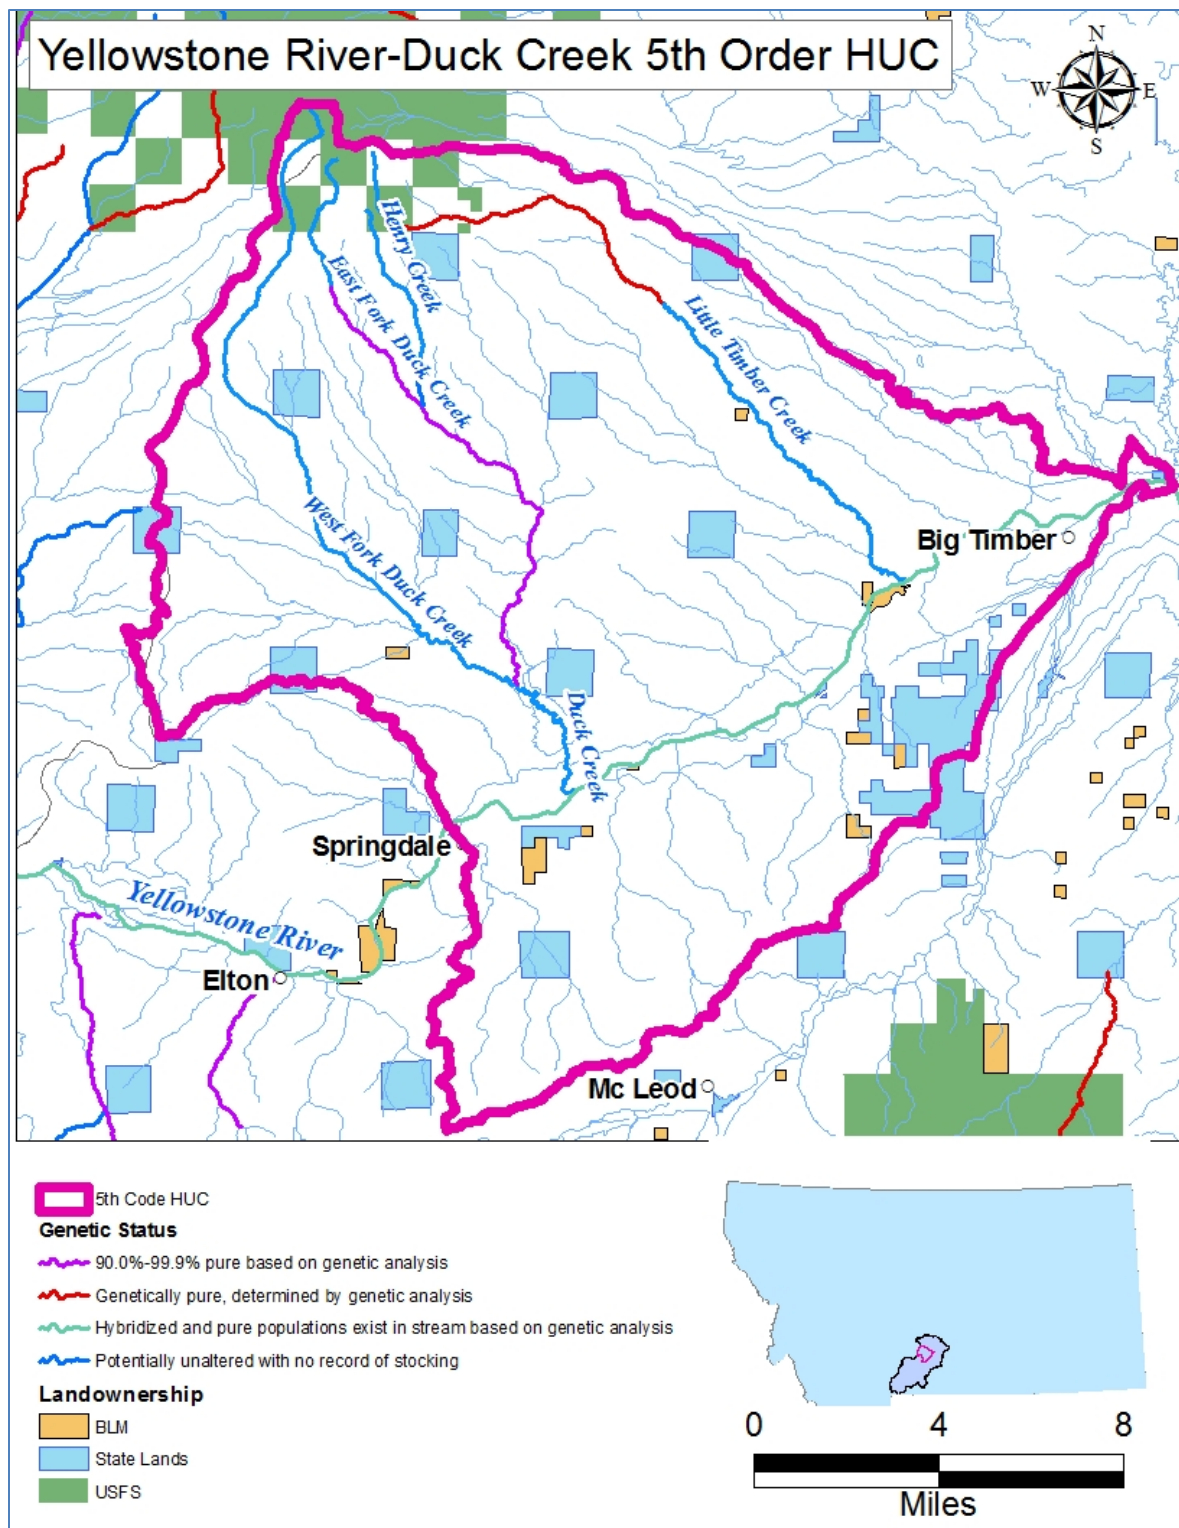 Yellowstone River-Duck Creek 5th Order HUC
N
W
E
S
Henry Creek
East Fork Duck Creek
Little Timber Creek
West Fork Duck Creek
Big Timber
Duck Creek
Springdale
Yellowstone River
Elton
Mc Leod
5th Code HUC
Genetic Status
90.0%-99.9% pure based on genetic analysis
Genetically pure, determined by genetic analysis
Hybridized and pure populations exist in stream based on genetic analysis
Potentially unaltered with no record of stocking
Landownership
BLM
State Lands
USFS
0 4 8
Miles